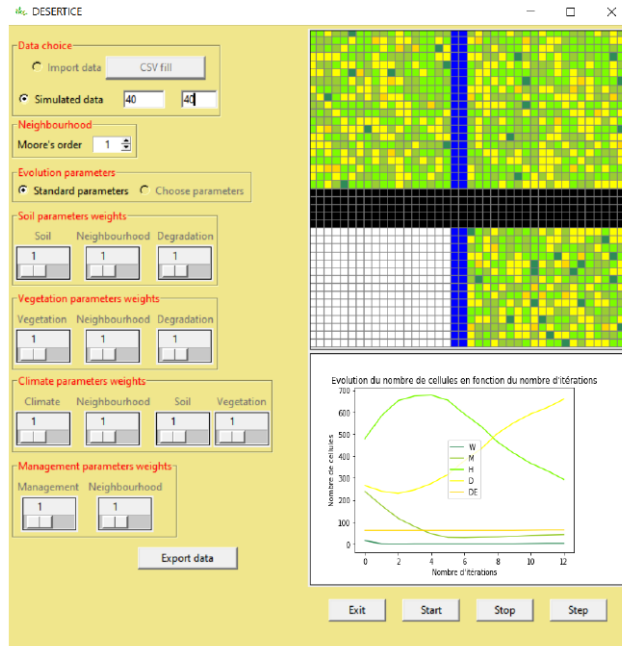 DESERTICE
Data choice
Import data CSV fill
Simulated data 40 40
Neighbourhood
Moore's order 1
Evolution parameters
Standard parameters Choose parameters
Soil parameters weights
Soil Neighbourhood Degradation
1 1 1
Vegetation parameters weights
Vegetation Neighbourhood Degradation
1 1 1
Climate parameters weights
Climate Neighbourhood Soil Vegetation
1 1 1 1
Management parameters weights
Management Neighbourhood
1 1
Export data
Evolution du nombre de cellules en fonction du nombre d'itérations
Nombre de cellules
700
600
500
400
300
200
100
0
W
M
H
D
DE
0 2 4 6 8 10 12
Nombre d'itérations
Exit Start Stop Step